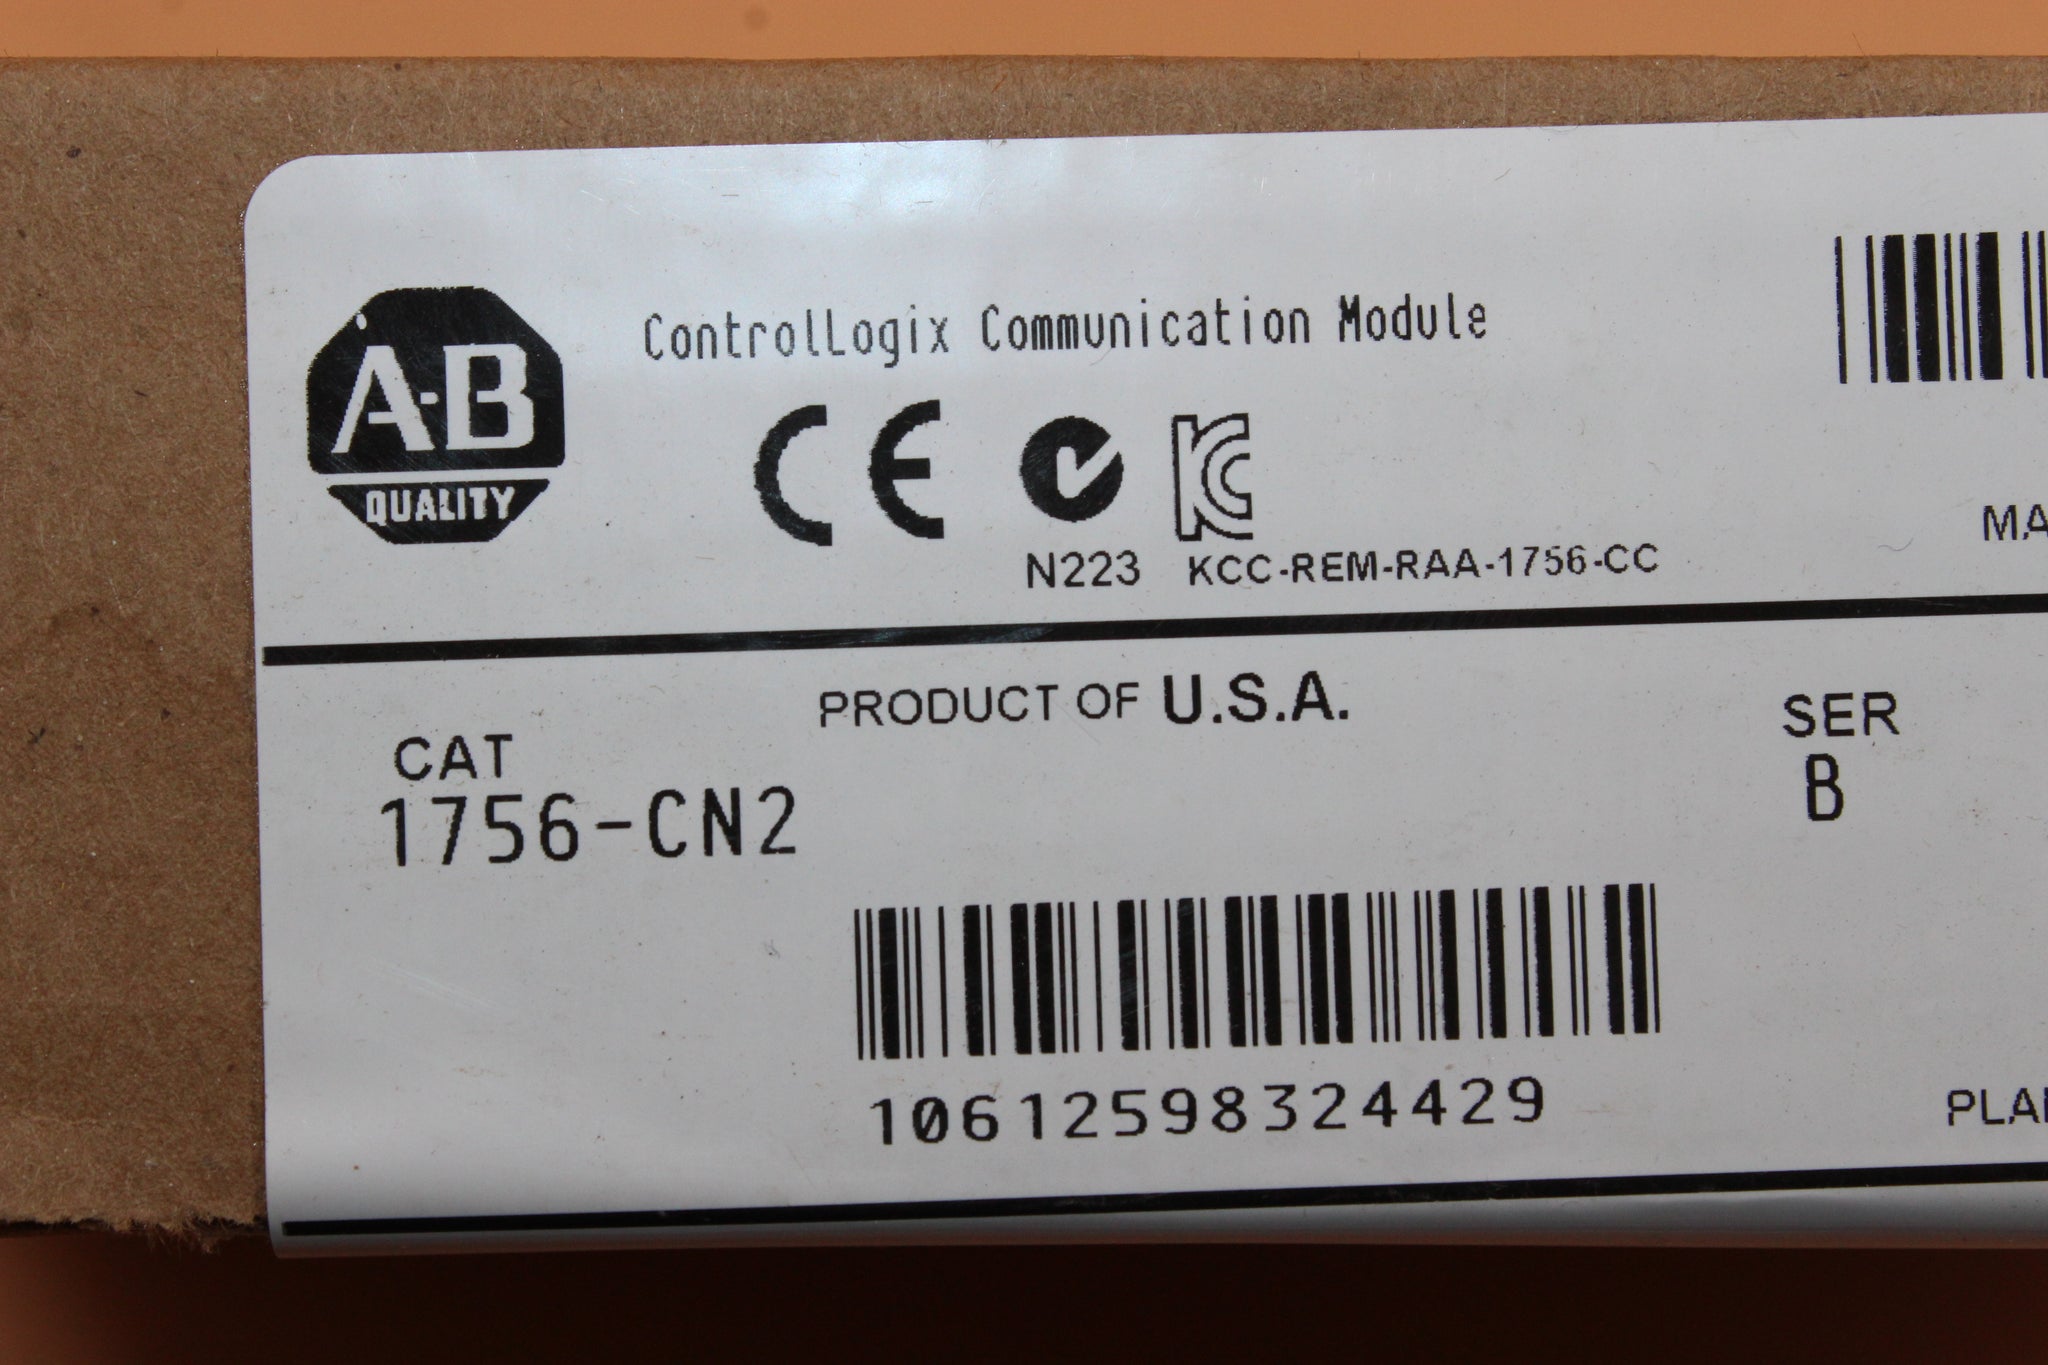 A-B
QUALITY
ControlLogix Communication Module
CE
N223 KCC-REM-RAA-1756-CC
MA
PRODUCT OF U.S.A.
CAT
1756-CN2
SER
B
10612598324429
PLA